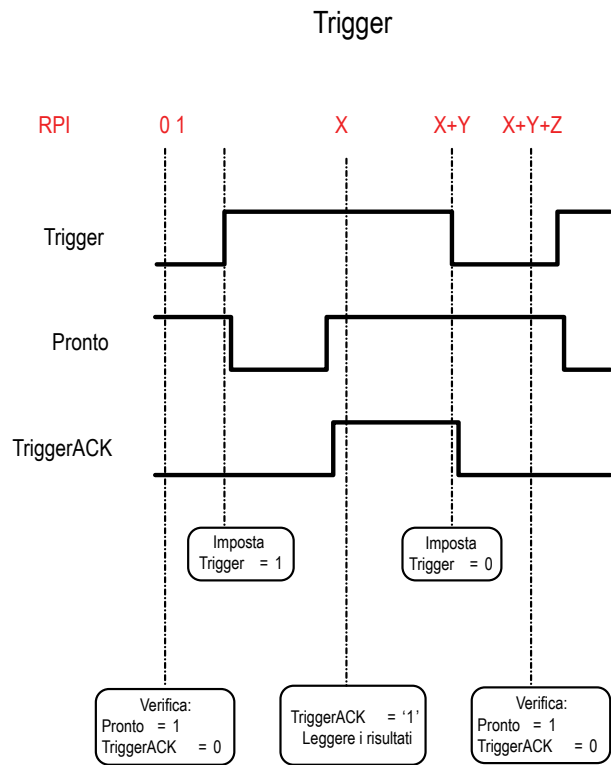 Trigger
RPI 0 1 X X+Y X+Y+Z
Trigger
Pronto
TriggerACK
Imposta
Trigger = 1
Imposta
Trigger = 0
Verifica:
Pronto = 1
TriggerACK = 0
TriggerACK = ‘1’
Leggere i risultati
Verifica:
Pronto = 1
TriggerACK = 0